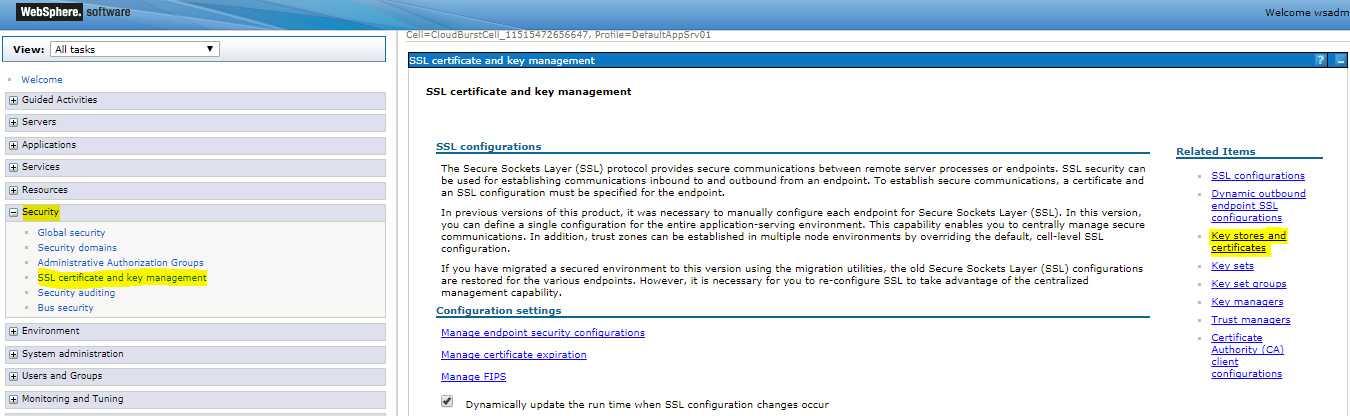 WebSphere. software
Welcome wsadm
View: All tasks
Cell=CloudBurstCell_11515472656647, Profile=DefaultAppSrv01
Welcome
Guided Activities
Servers
Applications
Services
Resources
Security
Global security
Security domains
Administrative Authorization Groups
SSL certificate and key management
Security auditing
Bus security
Environment
System administration
Users and Groups
Monitoring and Tuning
SSL certificate and key management
?
SSL certificate and key management
SSL configurations
The Secure Sockets Layer (SSL) protocol provides secure communications between remote server processes or endpoints. SSL security can
be used for establishing communications inbound to and outbound from an endpoint. To establish secure communications, a certificate and
an SSL configuration must be specified for the endpoint.
In previous versions of this product, it was necessary to manually configure each endpoint for Secure Sockets Layer (SSL). In this version,
you can define a single configuration for the entire application-serving environment. This capability enables you to centrally manage secure
communications. In addition, trust zones can be established in multiple node environments by overriding the default, cell-level SSL
configuration.
If you have migrated a secured environment to this version using the migration utilities, the old Secure Sockets Layer (SSL) configurations
are restored for the various endpoints. However, it is necessary for you to re-configure SSL to take advantage of the centralized
management capability.
Configuration settings
Manage endpoint security configurations
Manage certificate expiration
Manage FIPS
Dynamically update the run time when SSL configuration changes occur
Related Items
SSL configurations
Dynamic outbound
endpoint SSL
configurations
Key stores and
certificates
Key sets
Key set groups
Key managers
Trust managers
Certificate
Authority (CA)
client
configurations